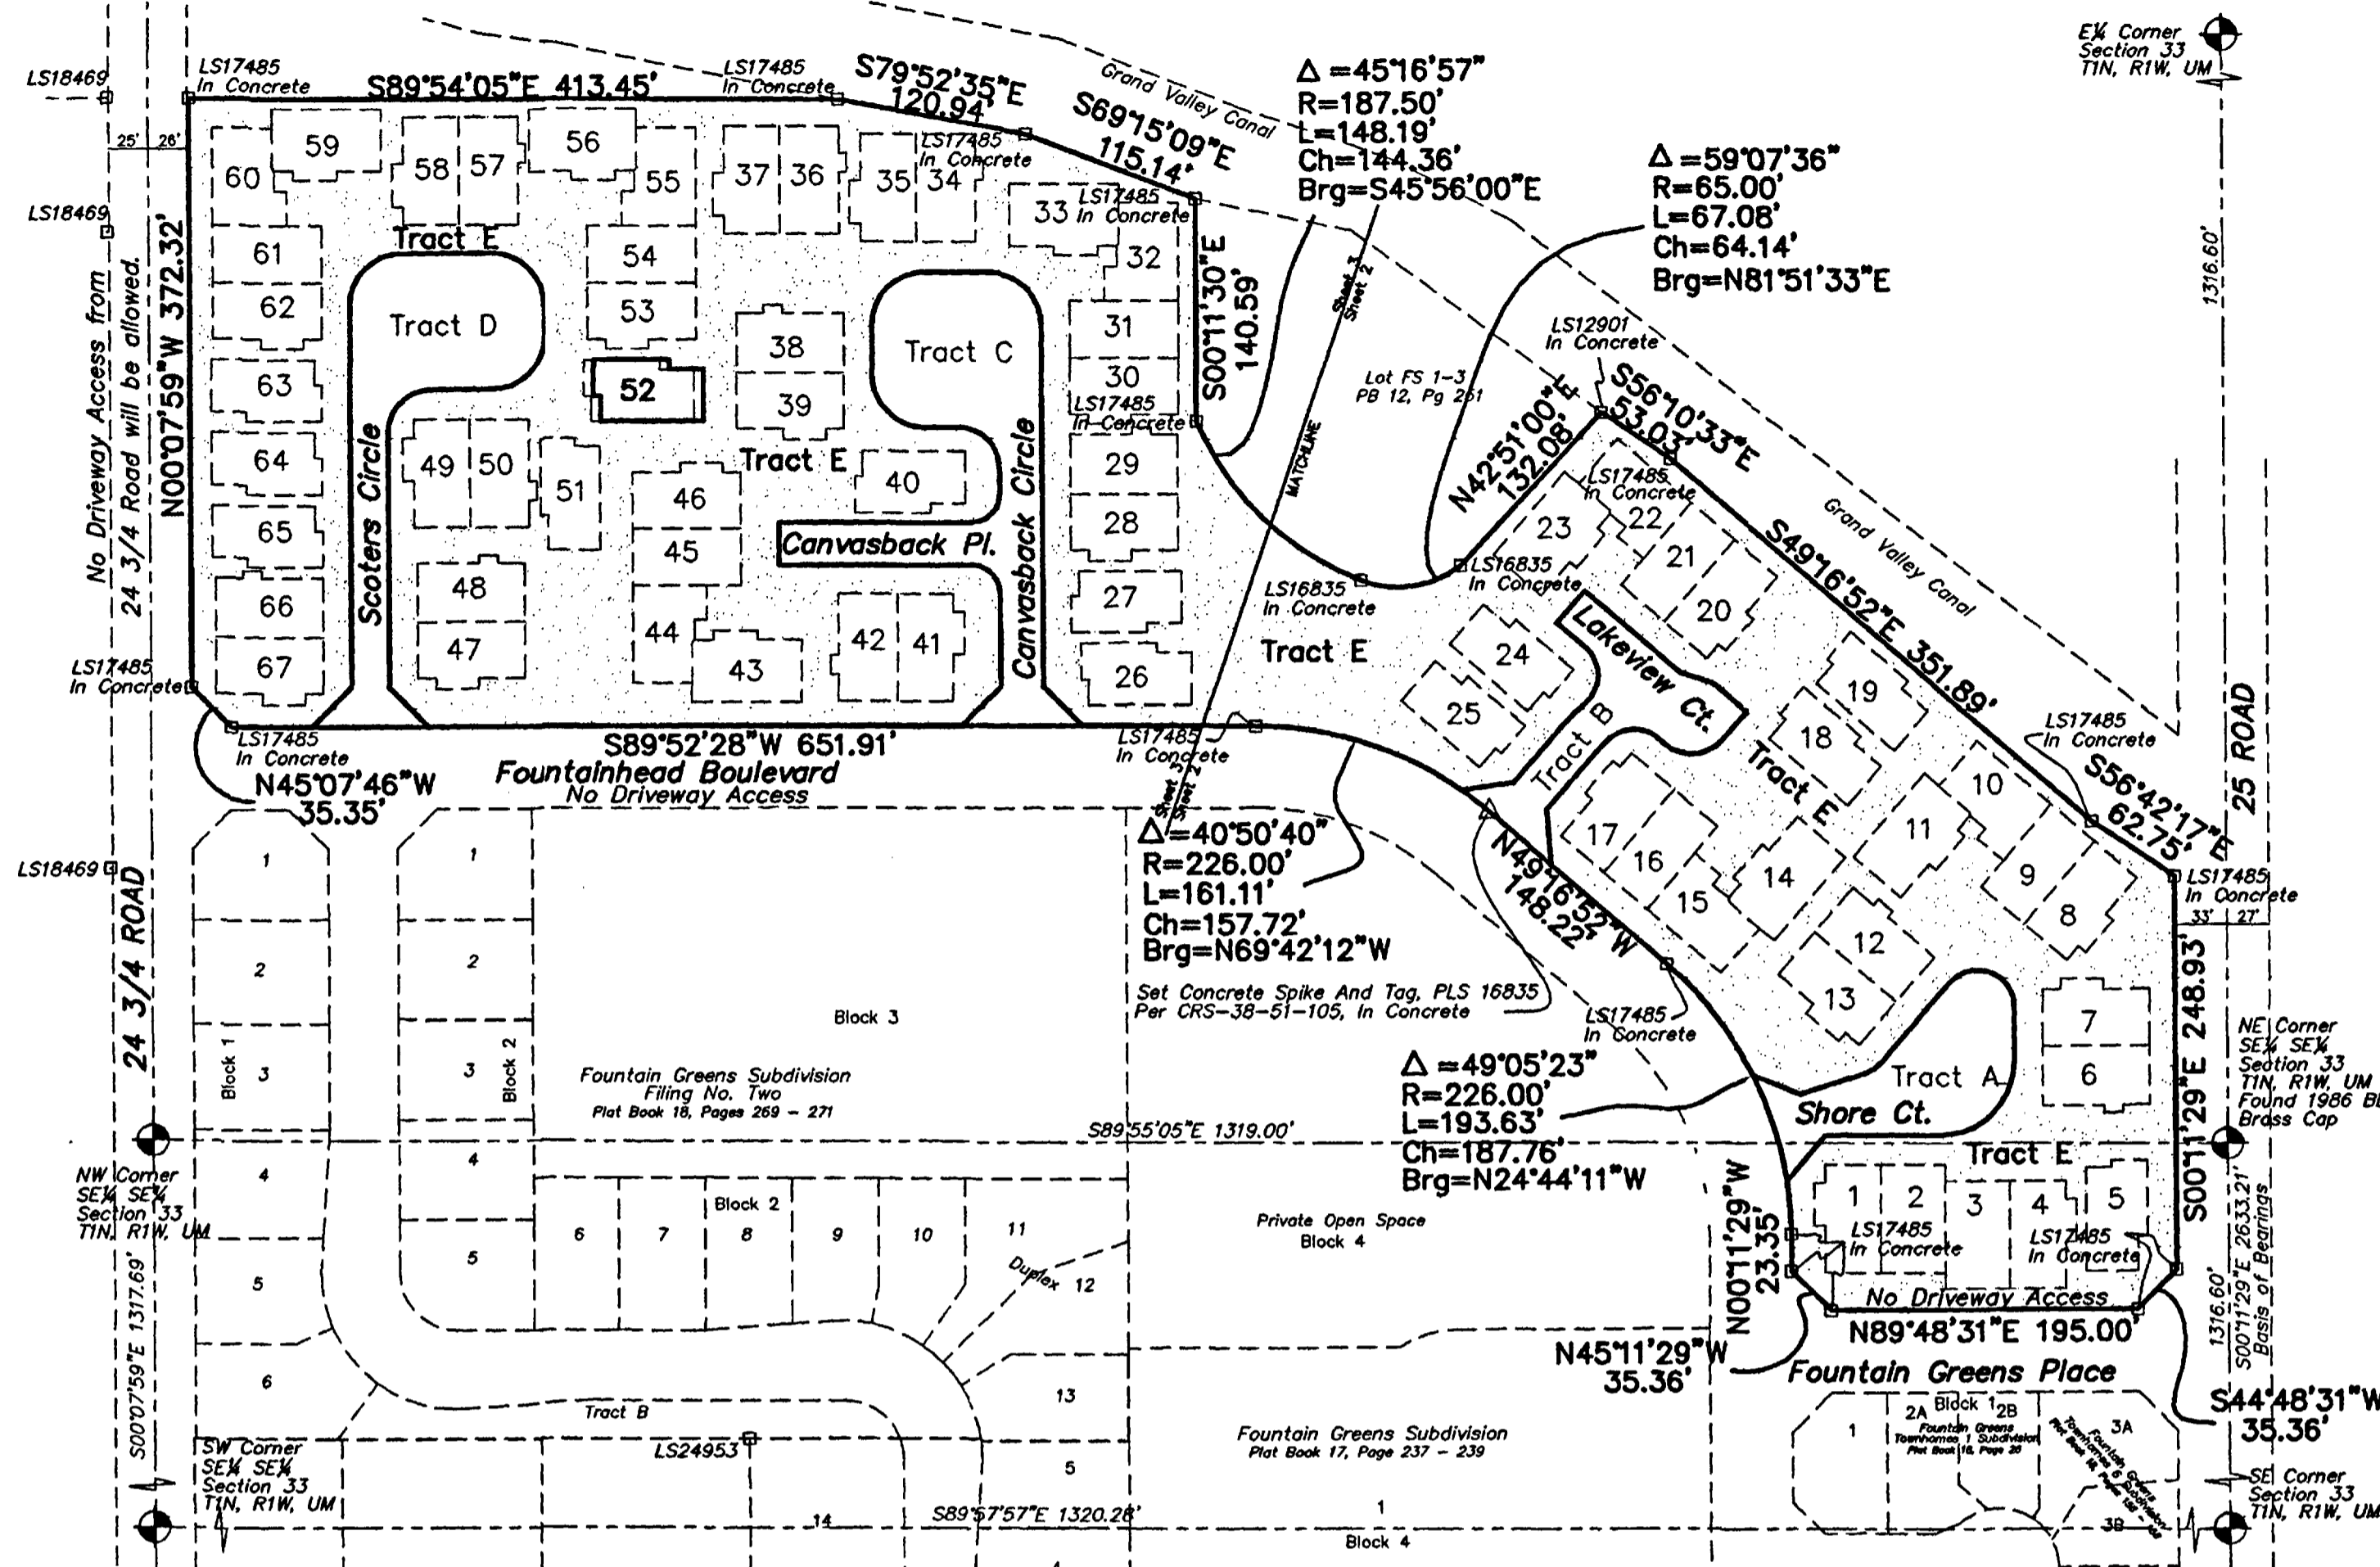 LS18469
LS17485
In Concrete
S89°54'05"E 413.45'
LS17485
In Concrete
S79°52'35"E
120.94'
LS17485
In Concrete
S69°15'09"E
115.14'
LS17485
In Concrete
Grand Valley Canal
Δ =45°16'57"
R=187.50'
L=148.19'
Ch=144.36'
Brg=S45°56'00"E
Δ =59°07'36"
R=65.00'
L=67.08'
Ch=64.14'
Brg=N81°51'33"E
E¼ Corner
Section 33
T1N, R1W, UM
1316.60'
25' 26'
LS18469
No Driveway Access from
24 3/4 Road will be allowed.
N00°07'59"W 372.32'
60
59
58
57
56
55
37
36
35
34
33
32
61
62
63
64
65
66
67
Tract E
Tract D
54
53
52
38
39
Tract C
31
30
29
28
27
26
LS17485
In Concrete
S00°11'30"E
140.59'
Scoters Circle
49
50
51
46
45
44
43
48
47
Tract E
40
Canvasback Pl.
Canvasback Circle
42
41
Sheet 3
Sheet 2
MATCHLINE
Lot FS 1-3
PB 12, Pg 261
LS12901
In Concrete
N42°51'00"E
132.08'
S56°10'33"E
53.03'
LS17485
In Concrete
Grand Valley Canal
S49°16'52"E 351.89'
LS16835
In Concrete
LS16835
In Concrete
23
22
21
20
24
25
Tract E
Lakeview Ct.
Tract B
19
18
Tract E
10
11
9
8
17
16
15
14
12
13
LS17485
In Concrete
S56°42'17"E
62.75'
25 ROAD
LS17485
In Concrete
33' 27'
LS17485
In Concrete
LS17485
In Concrete
N45°07'46"W
35.35'
S89°52'28"W 651.91'
Fountainhead Boulevard
No Driveway Access
LS17485
In Concrete
Sheet 3
Sheet 2
Δ=40°50'40"
R=226.00'
L=161.11'
Ch=157.72'
Brg=N69°42'12"W
N49°16'52"W
148.22'
Set Concrete Spike And Tag, PLS 16835
Per CRS-38-51-105, In Concrete
LS17485
In Concrete
Δ =49°05'23"
R=226.00'
L=193.63'
Ch=187.76'
Brg=N24°44'11"W
Tract A
Shore Ct.
7
6
Tract E
S00°11'29"E 248.93'
NE Corner
SE¼ SE¼
Section 33
T1N, R1W, UM
Found 1986 BL
Brass Cap
1
2
3
4
5
LS17485
In Concrete
LS17485
In Concrete
N00°11'29"W
23.35'
No Driveway Access
N89°48'31"E 195.00'
N45°11'29"W
35.36'
Fountain Greens Place
S44°48'31"W
35.36'
1316.60'
S00°11'29"E 2633.21'
Basis of Bearings
LS18469
24 3/4 ROAD
1
2
3
Block 1
4
5
6
1
2
3
Block 2
4
5
Block 3
Fountain Greens Subdivision
Filing No. Two
Plat Book 18, Pages 269 - 271
S89°55'05"E 1319.00'
NW Corner
SE¼ SE¼
Section 33
T1N, R1W, UM
S00°07'59"E 1317.69'
Block 2
6
7
8
9
10
11
Duplex
12
13
Private Open Space
Block 4
Tract B
LS24953
5
14
Fountain Greens Subdivision
Plat Book 17, Page 237 - 239
1
Block 4
S89°57'57"E 1320.28'
SW Corner
SE¼ SE¼
Section 33
T1N, R1W, UM
1
Block 1
2A
2B
Fountain Greens
Townhomes 1 Subdivision
Plat Book 18, Page 26
3A
3B
SE Corner
Section 33
T1N, R1W, UM